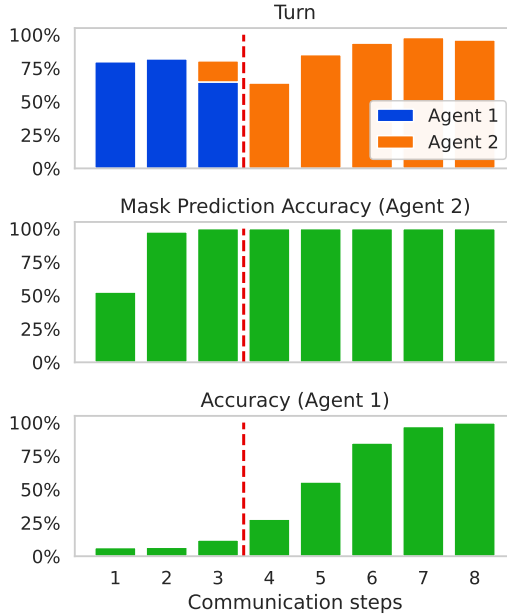 Turn
100%
75%
50%
25%
0%
Agent 1
Agent 2
Mask Prediction Accuracy (Agent 2)
100%
75%
50%
25%
0%
Accuracy (Agent 1)
100%
75%
50%
25%
0%
1 2 3 4 5 6 7 8
Communication steps